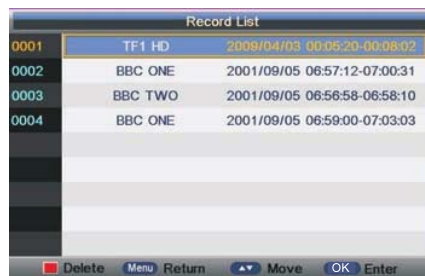 Record List
0001 TF1 HD 2009/04/03 00:05:20-00:08:02
0002 BBC ONE 2001/09/05 06:57:12-07:00:31
0003 BBC TWO 2001/09/05 06:56:58-06:58:10
0004 BBC ONE 2001/09/05 06:59:00-07:03:03
Delete Menu Return Move OK Enter